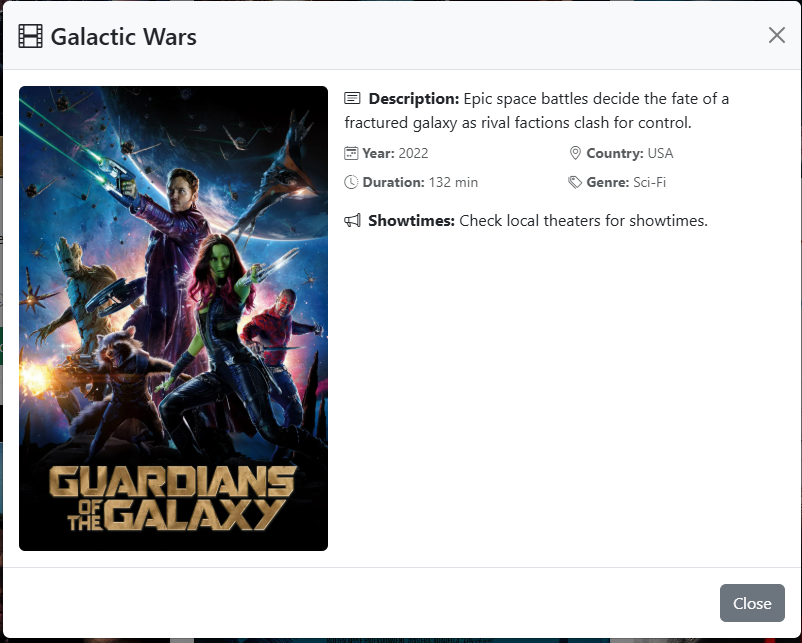 Galactic Wars
Description: Epic space battles decide the fate of a
fractured galaxy as rival factions clash for control.
Year: 2022
Country: USA
Duration: 132 min
Genre: Sci-Fi
Showtimes: Check local theaters for showtimes.
GUARDIANS
OF
THE GALAXY
Close